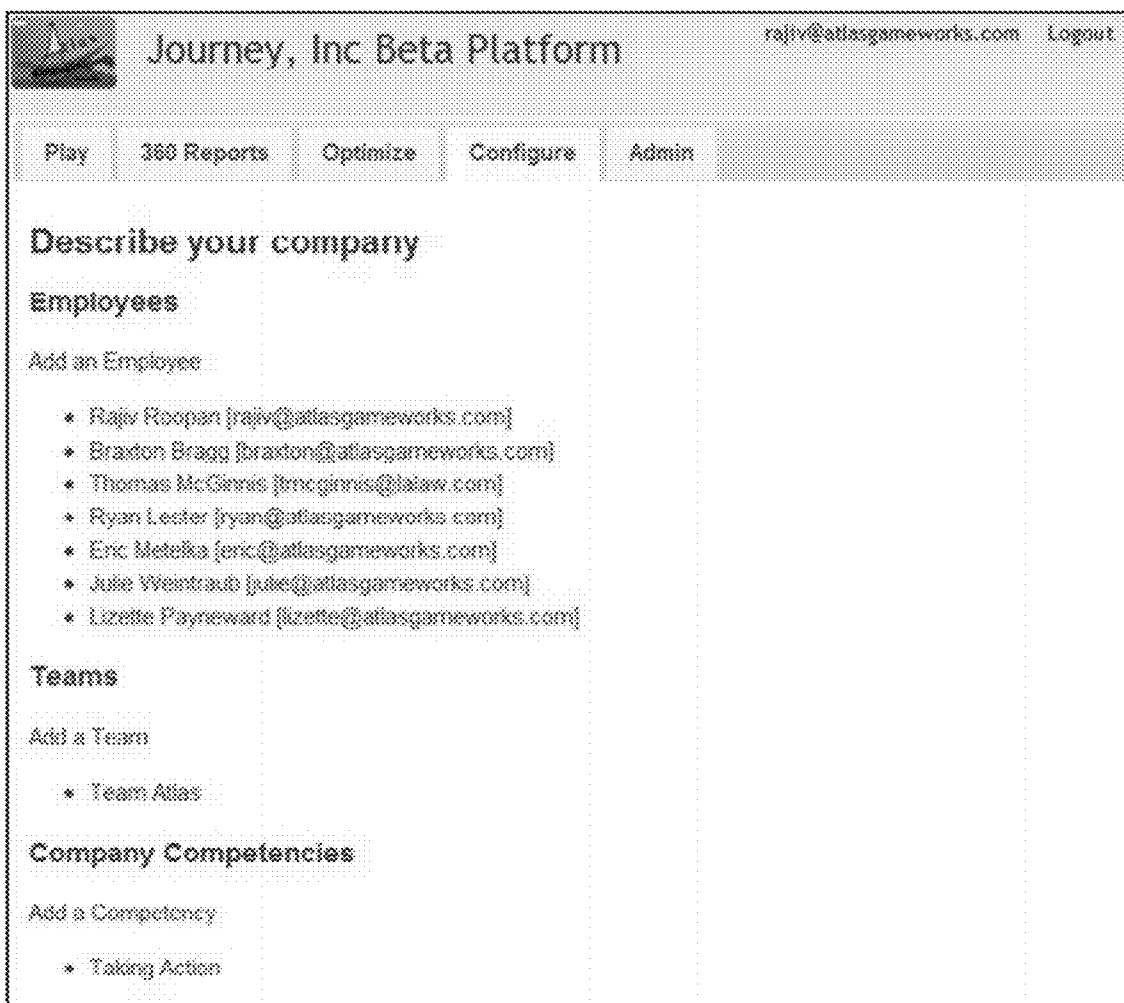 Journey, Inc Beta Platform
rajiv@atlasgameworks.com Logout
Play 360 Reports Optimize Configure Admin
Describe your company
Employees
Add an Employee
• Rajiv Roopan [rajiv@atlasgameworks.com]
• Braxton Bragg [braxton@atlasgameworks.com]
• Thomas McGinnis [tmcginnis@lalaw.com]
• Ryan Lester [ryan@atlasgameworks.com]
• Eric Metelka [eric@atlasgameworks.com]
• Julie Weintraub [julie@atlasgameworks.com]
• Lizette Payneward [lizette@atlasgameworks.com]
Teams
Add a Team
• Team Atlas
Company Competencies
Add a Competency
• Taking Action